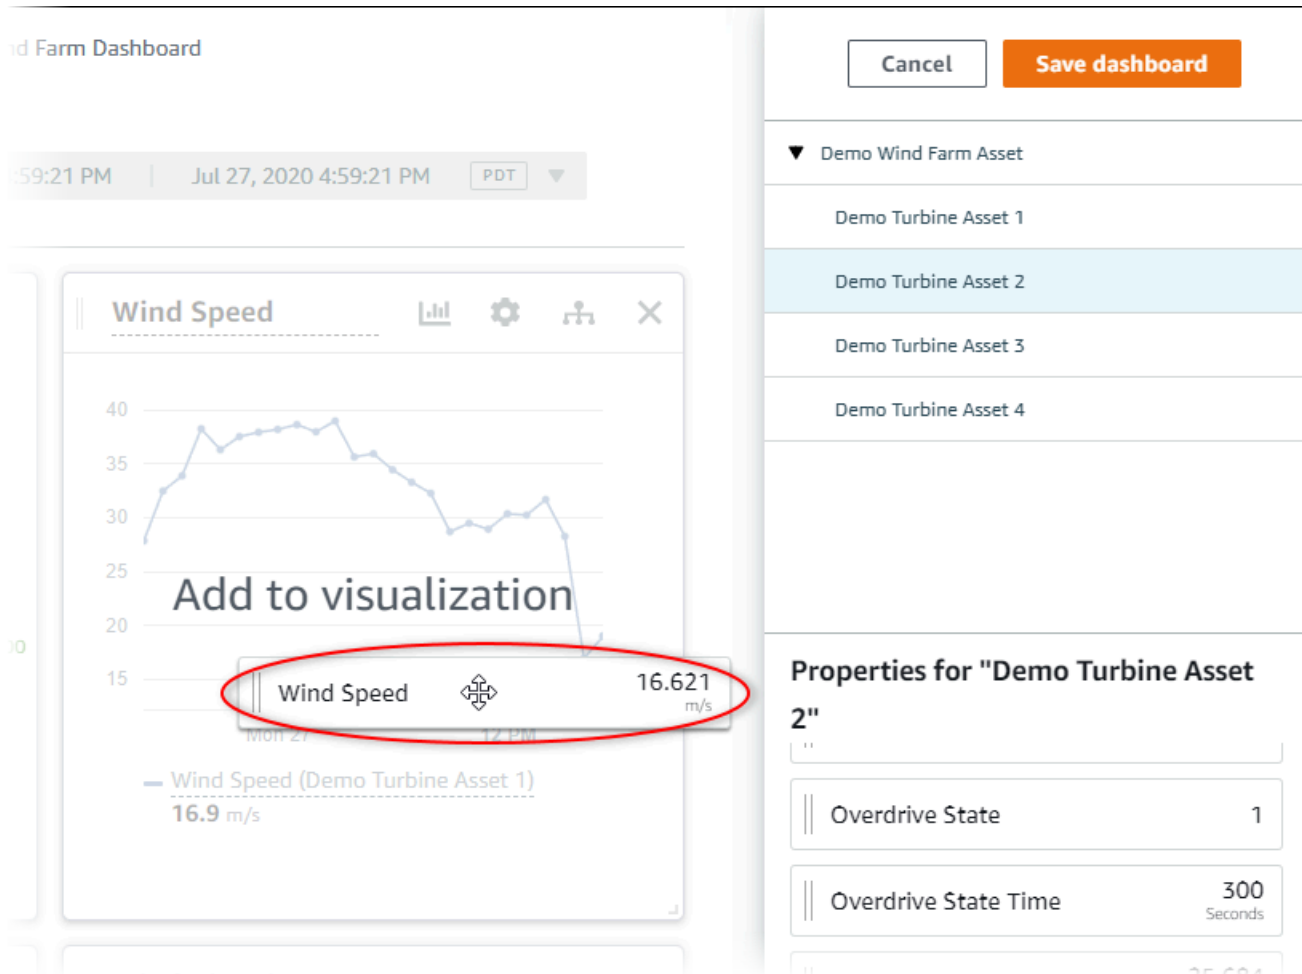 nd Farm Dashboard
Cancel
Save dashboard
:59:21 PM
Jul 27, 2020 4:59:21 PM
PDT
Demo Wind Farm Asset
Demo Turbine Asset 1
Demo Turbine Asset 2
Demo Turbine Asset 3
Demo Turbine Asset 4
Wind Speed
40
35
30
25
20
15
Add to visualization
Wind Speed
16.621
m/s
Mon 27
12 PM
Wind Speed (Demo Turbine Asset 1)
16.9 m/s
Properties for "Demo Turbine Asset
2"
Overdrive State
1
Overdrive State Time
300
Seconds